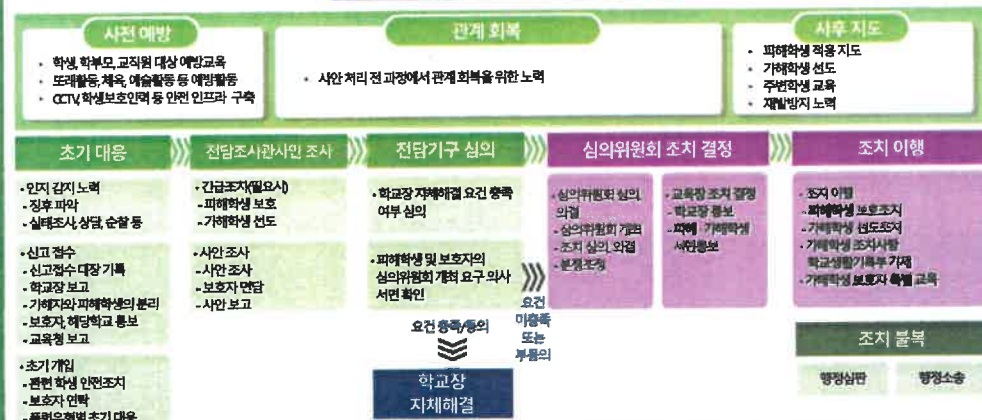 사전 예방
• 학생, 학부모, 교직원 대상 예방교육
• 또래활동, 체육, 예술활동 등 예방활동
• CCTV, 학생보호인력 등 안전 인프라 구축
관계 회복
• 사안 처리 전 과정에서 관계 회복을 위한 노력
사후 지도
• 피해학생 적응 지도
• 가해학생 선도
• 주변학생 교육
• 재발방지 노력
초기 대응
• 인지 감지 노력
- 징후 파악
- 실태조사, 상담, 순찰 등
• 신고 접수
- 신고접수 대장 기록
- 학교장 보고
- 가해자와 피해학생의 분리
- 보호자, 해당학교 통보
- 교육청 보고
• 초기 개입
- 관련 학생 안전조치
- 보호자 연락
- 폭력유형별 초기 대응
전담조사관사안 조사
• 긴급조치(필요시)
- 피해학생 보호
- 가해학생 선도
• 사안 조사
- 사안 조사
- 보호자 면담
- 사안 보고
전담기구 심의
• 학교장 자체해결 요건 충족
여부 심의
• 피해학생 및 보호자의
심의위원회 개최 요구 의사
서면 확인
요건 충족/동의
학교장
자체해결
요건
미충족
또는
부동의
심의위원회 조치 결정
• 심의위원회 심의,
의결
- 심의위원회 개최
- 조치 심의, 의결
• 분쟁조정
• 교육장 조치 결정
- 학교장 통보
- 피해·가해학생
서면통보
조치 이행
• 조치 이행
- 피해학생 보호조치
- 가해학생 선도조치
- 가해학생 조치사항
학교생활기록부 기재
- 가해학생 보호자 특별 교육
조치 불복
행정심판
행정소송